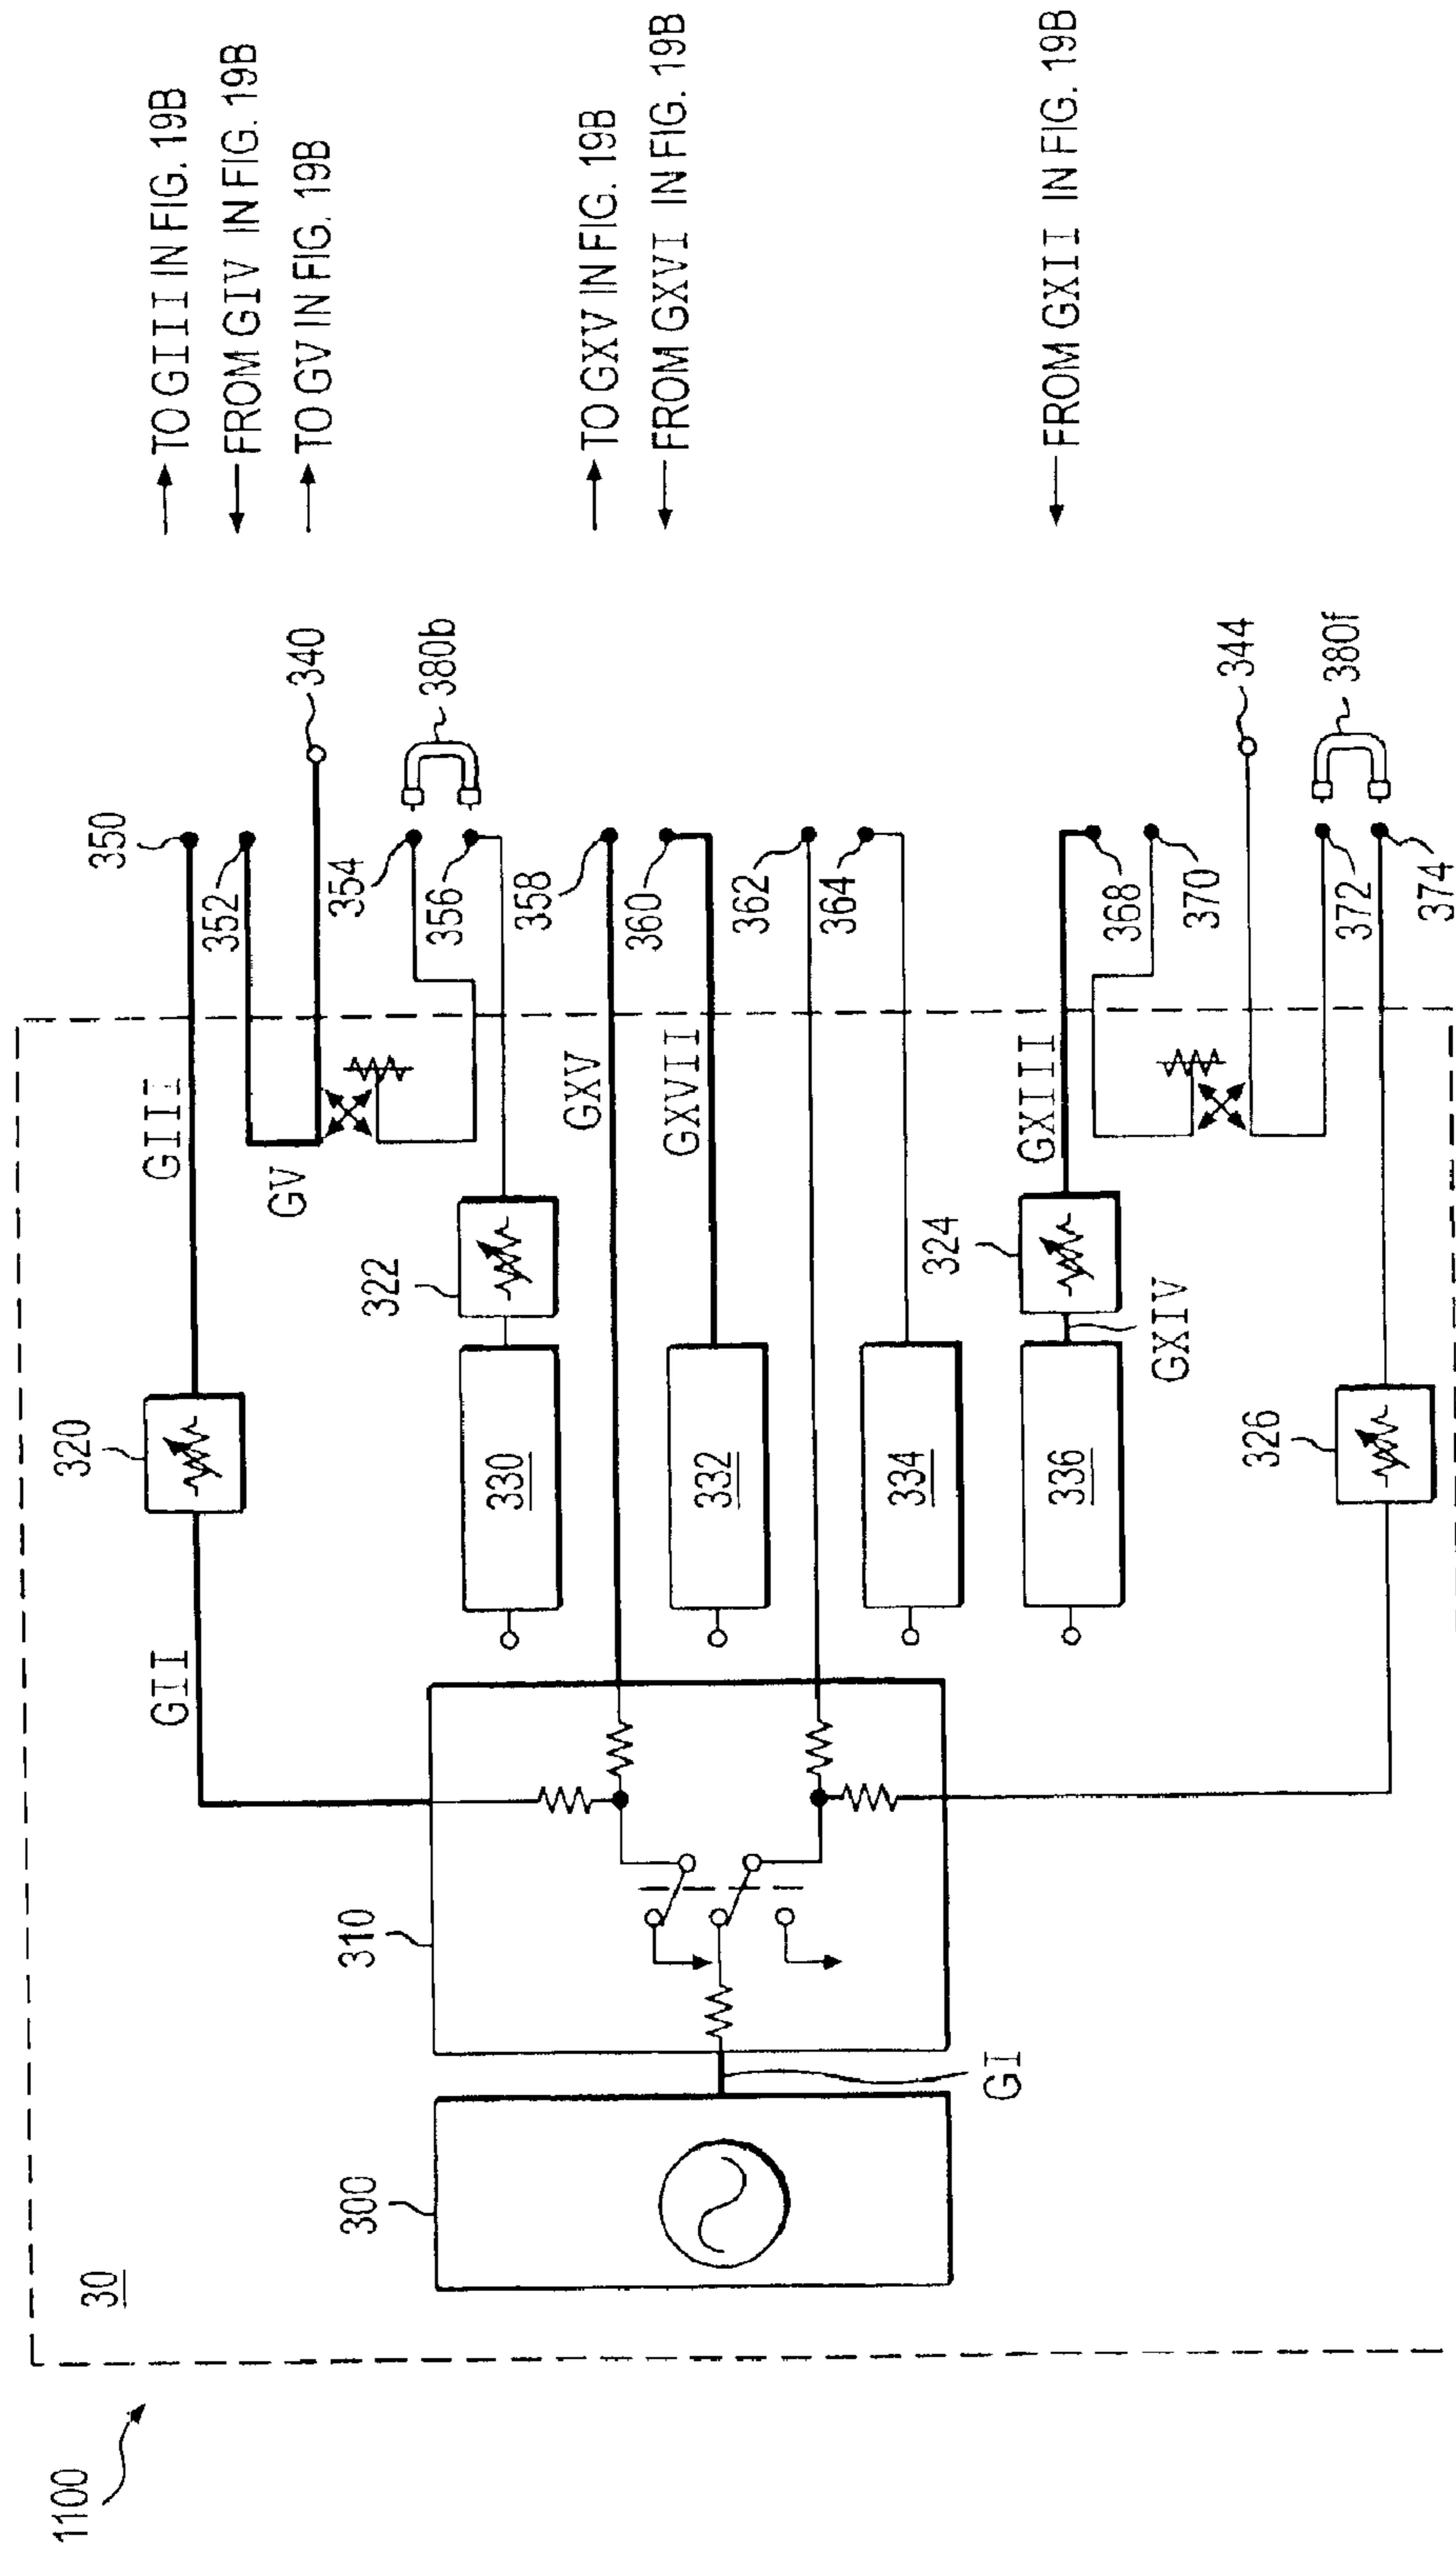 1100
30
300
310
GI
GII
320
GIII
350
→ TO GIII IN FIG. 19B
352
GV
← FROM GIV IN FIG. 19B
340
→ TO GV IN FIG. 19B
354
380b
356
322
330
358
GXV
→ TO GXV IN FIG. 19B
360
GXVII
← FROM GXVI IN FIG. 19B
332
362
364
334
324
336
GXIII
GXIV
368
← FROM GXII IN FIG. 19B
370
344
372
380f
326
374